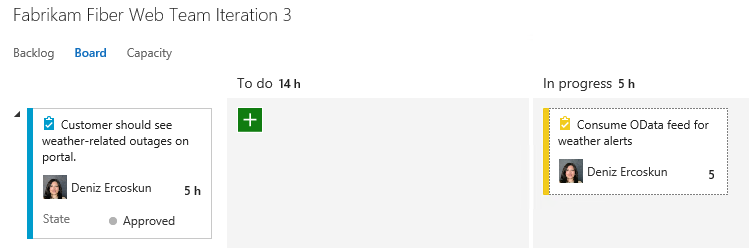 Fabrikam Fiber Web Team Iteration 3
Backlog Board Capacity
To do 14 h
In progress 5 h
Customer should see
weather-related outages on
portal.
Deniz Ercoskun 5 h
State Approved
Consume OData feed for
weather alerts
Deniz Ercoskun 5